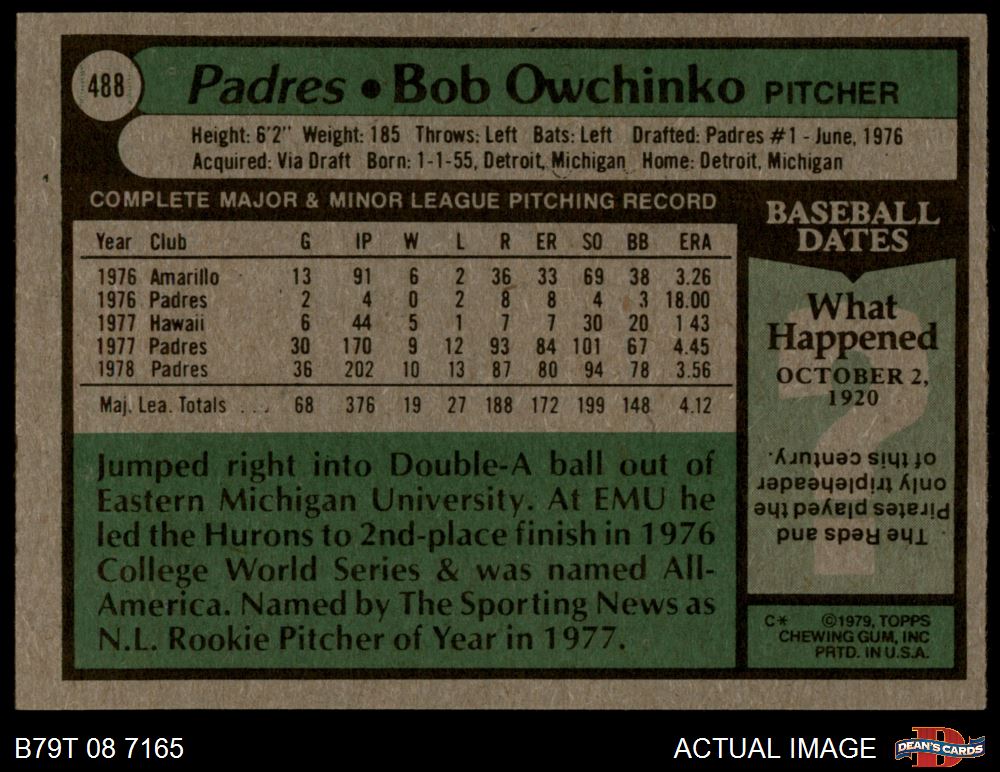 488
Padres • Bob Owchinko PITCHER
Height: 6'2" Weight: 185 Throws: Left Bats: Left Drafted: Padres #1 - June, 1976
Acquired: Via Draft Born: 1-1-55, Detroit, Michigan Home: Detroit, Michigan
COMPLETE MAJOR & MINOR LEAGUE PITCHING RECORD
Year Club G IP W L R ER SO BB ERA
1976 Amarillo 13 91 6 2 36 33 69 38 3.26
1976 Padres 2 4 0 2 8 8 4 3 18.00
1977 Hawaii 6 44 5 1 7 7 30 20 1 43
1977 Padres 30 170 9 12 93 84 101 67 4.45
1978 Padres 36 202 10 13 87 80 94 78 3.56
Maj. Lea. Totals . . . 68 376 19 27 188 172 199 148 4.12
Jumped right into Double-A ball out of
Eastern Michigan University. At EMU he
led the Hurons to 2nd-place finish in 1976
College World Series & was named All-
America. Named by The Sporting News as
N.L. Rookie Pitcher of Year in 1977.
BASEBALL
DATES
What
Happened
OCTOBER 2,
1920
The Reds and
Pirates played the
only tripleheader
of this century.
C* ©1979, TOPPS
CHEWING GUM, INC
PRTD. IN U.S.A.
B79T 08 7165
ACTUAL IMAGE
DEAN'S CARDS